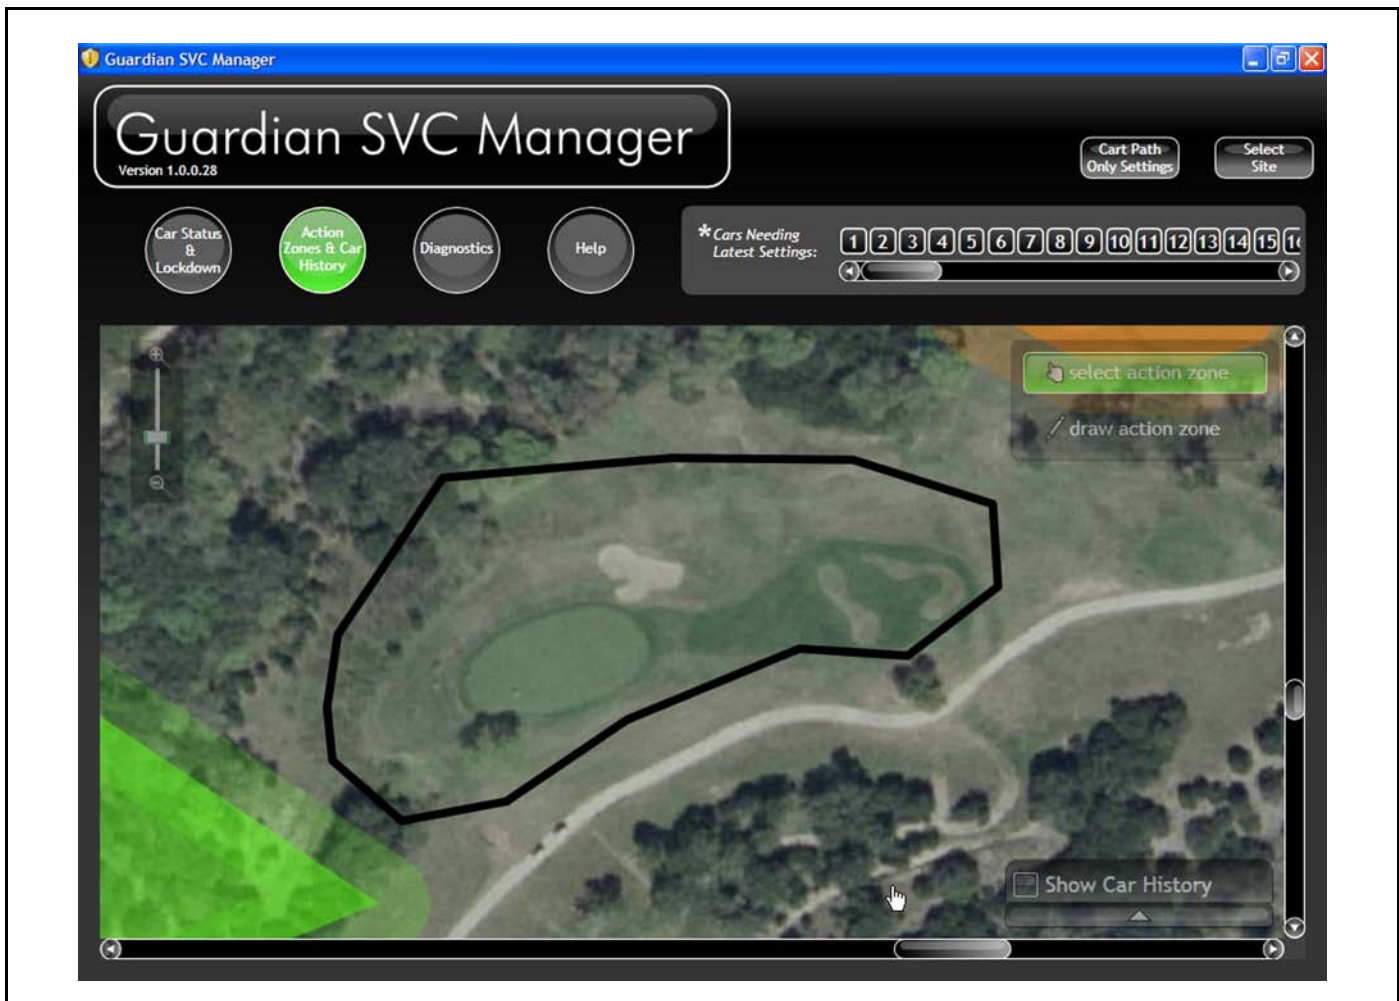 Guardian SVC Manager
Guardian SVC Manager
Version 1.0.0.28
Cart Path
Only Settings
Select
Site
Car Status
&
Lockdown
Action
Zones & Car
History
Diagnostics
Help
*Cars Needing
Latest Settings:
1 2 3 4 5 6 7 8 9 10 11 12 13 14 15
select action zone
draw action zone
Show Car History